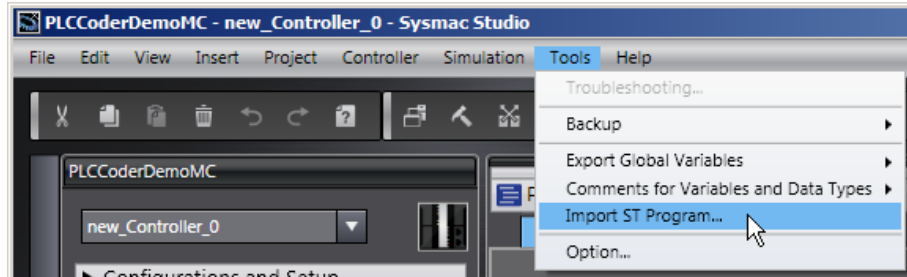 PLCCoderDemoMC - new_Controller_0 - Sysmac Studio
File Edit View Insert Project Controller Simulation Tools Help
Troubleshooting...
Backup
PLCCoderDemoMC
Export Global Variables
Comments for Variables and Data Types
new_Controller_0
Import ST Program...
Option...
Configurations and Setup